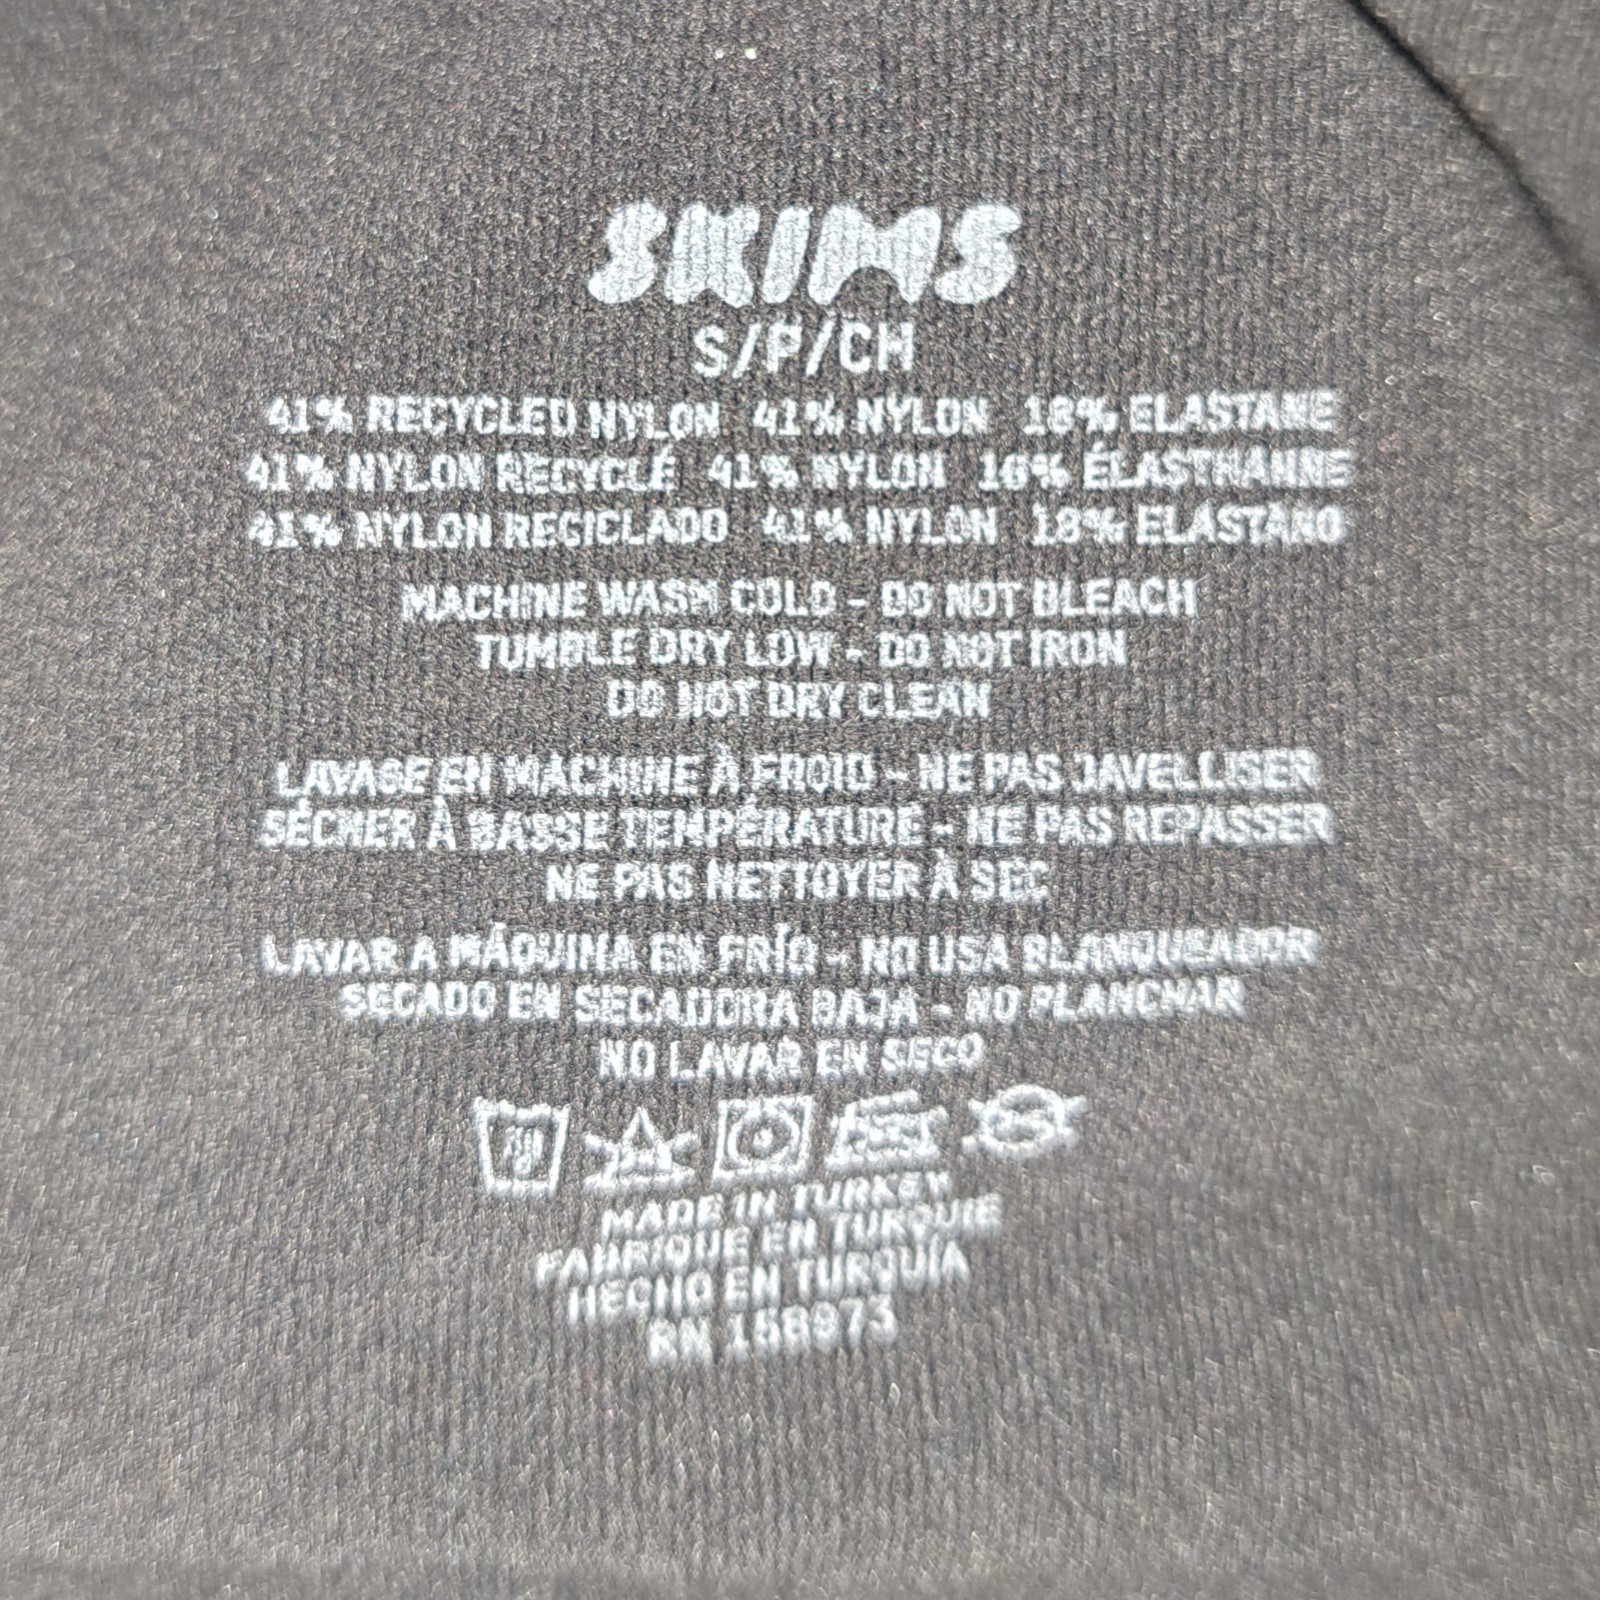 SKIMS
S/P/CH
41% RECYCLED NYLON 41% NYLON 18% ELASTANE
41% NYLON RECYCLÉ 41% NYLON 18% ÉLASTHANNE
41% NYLON RECICLADO 41% NYLON 18% ELASTANO
MACHINE WASH COLD - DO NOT BLEACH
TUMBLE DRY LOW - DO NOT IRON
DO NOT DRY CLEAN
LAVAGE EN MACHINE À FROID - NE PAS JAVELLISER
SÉCHER À BASSE TEMPÉRATURE - NE PAS REPASSER
NE PAS NETTOYER À SEC
LAVAR A MÁQUINA EN FRÍO - NO USA BLANQUEADOR
SECADO EN SECADORA BAJA - NO PLANCHAR
NO LAVAR EN SECO
MADE IN TURKEY
FABRIQUE EN TURQUIE
HECHO EN TURQUÍA
RN 158973